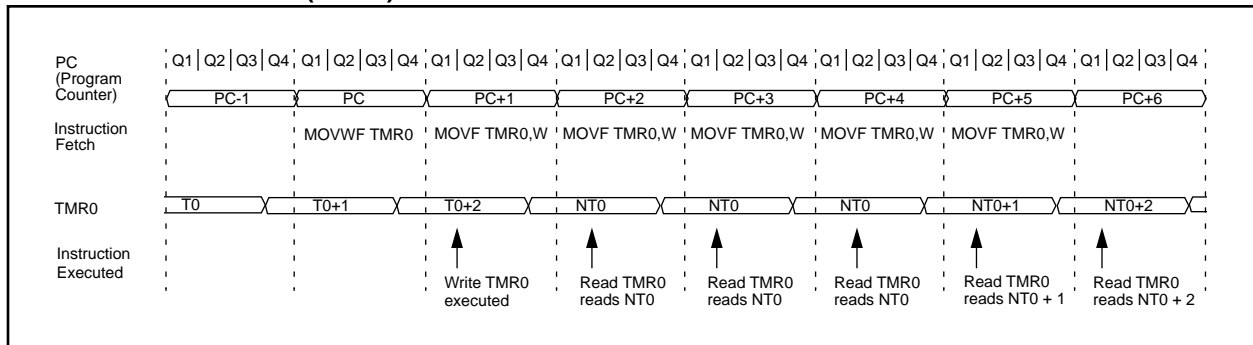 PC
(Program
Counter)
Q1 Q2 Q3 Q4 Q1 Q2 Q3 Q4 Q1 Q2 Q3 Q4 Q1 Q2 Q3 Q4 Q1 Q2 Q3 Q4 Q1 Q2 Q3 Q4 Q1 Q2 Q3 Q4 Q1 Q2 Q3 Q4
PC-1 PC PC+1 PC+2 PC+3 PC+4 PC+5 PC+6
Instruction
Fetch
MOVWF TMR0 MOVF TMR0,W MOVF TMR0,W MOVF TMR0,W MOVF TMR0,W MOVF TMR0,W
TMR0
T0 T0+1 T0+2 NT0 NT0 NT0 NT0+1 NT0+2
Instruction
Executed
Write TMR0
executed
Read TMR0
reads NT0
Read TMR0
reads NT0
Read TMR0
reads NT0
Read TMR0
reads NT0 + 1
Read TMR0
reads NT0 + 2